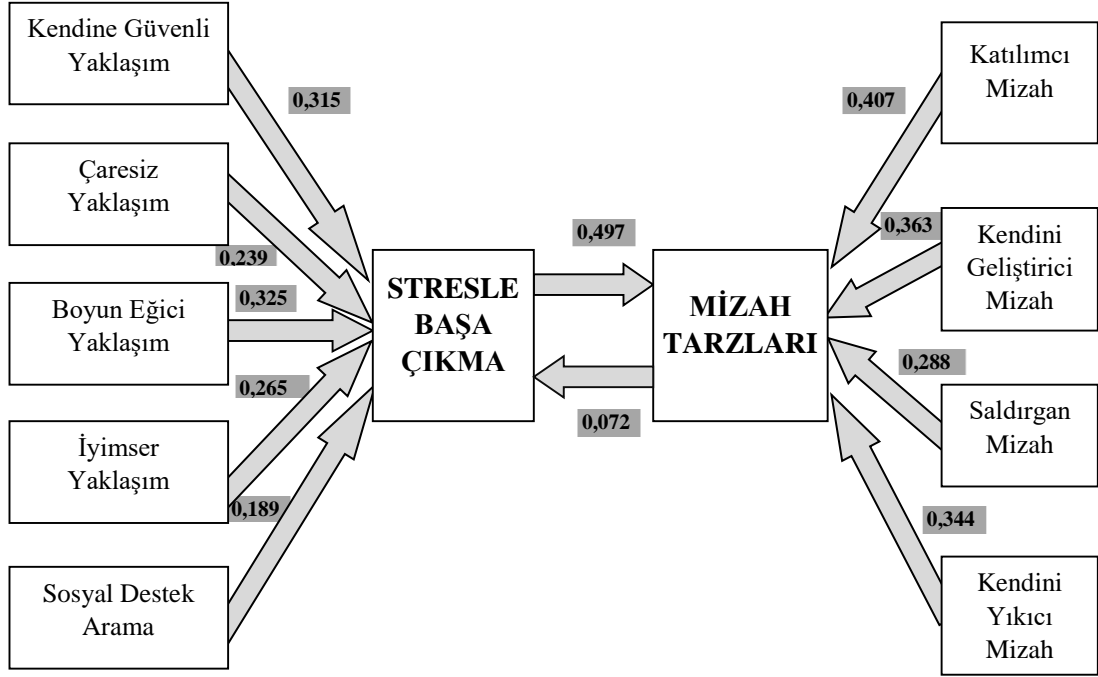 Kendine Güvenli
Yaklaşım
0,315
Çaresiz
Yaklaşım
0,239
Boyun Eğici
Yaklaşım
0,325
0,265
İyimser
Yaklaşım
0,189
Sosyal Destek
Arama
STRESLE
BAŞA
ÇIKMA
0,497
0,072
MİZAH
TARZLARI
Katılımcı
Mizah
0,407
0,363
Kendini
Geliştirici
Mizah
0,288
Saldırgan
Mizah
0,344
Kendini
Yıkıcı
Mizah